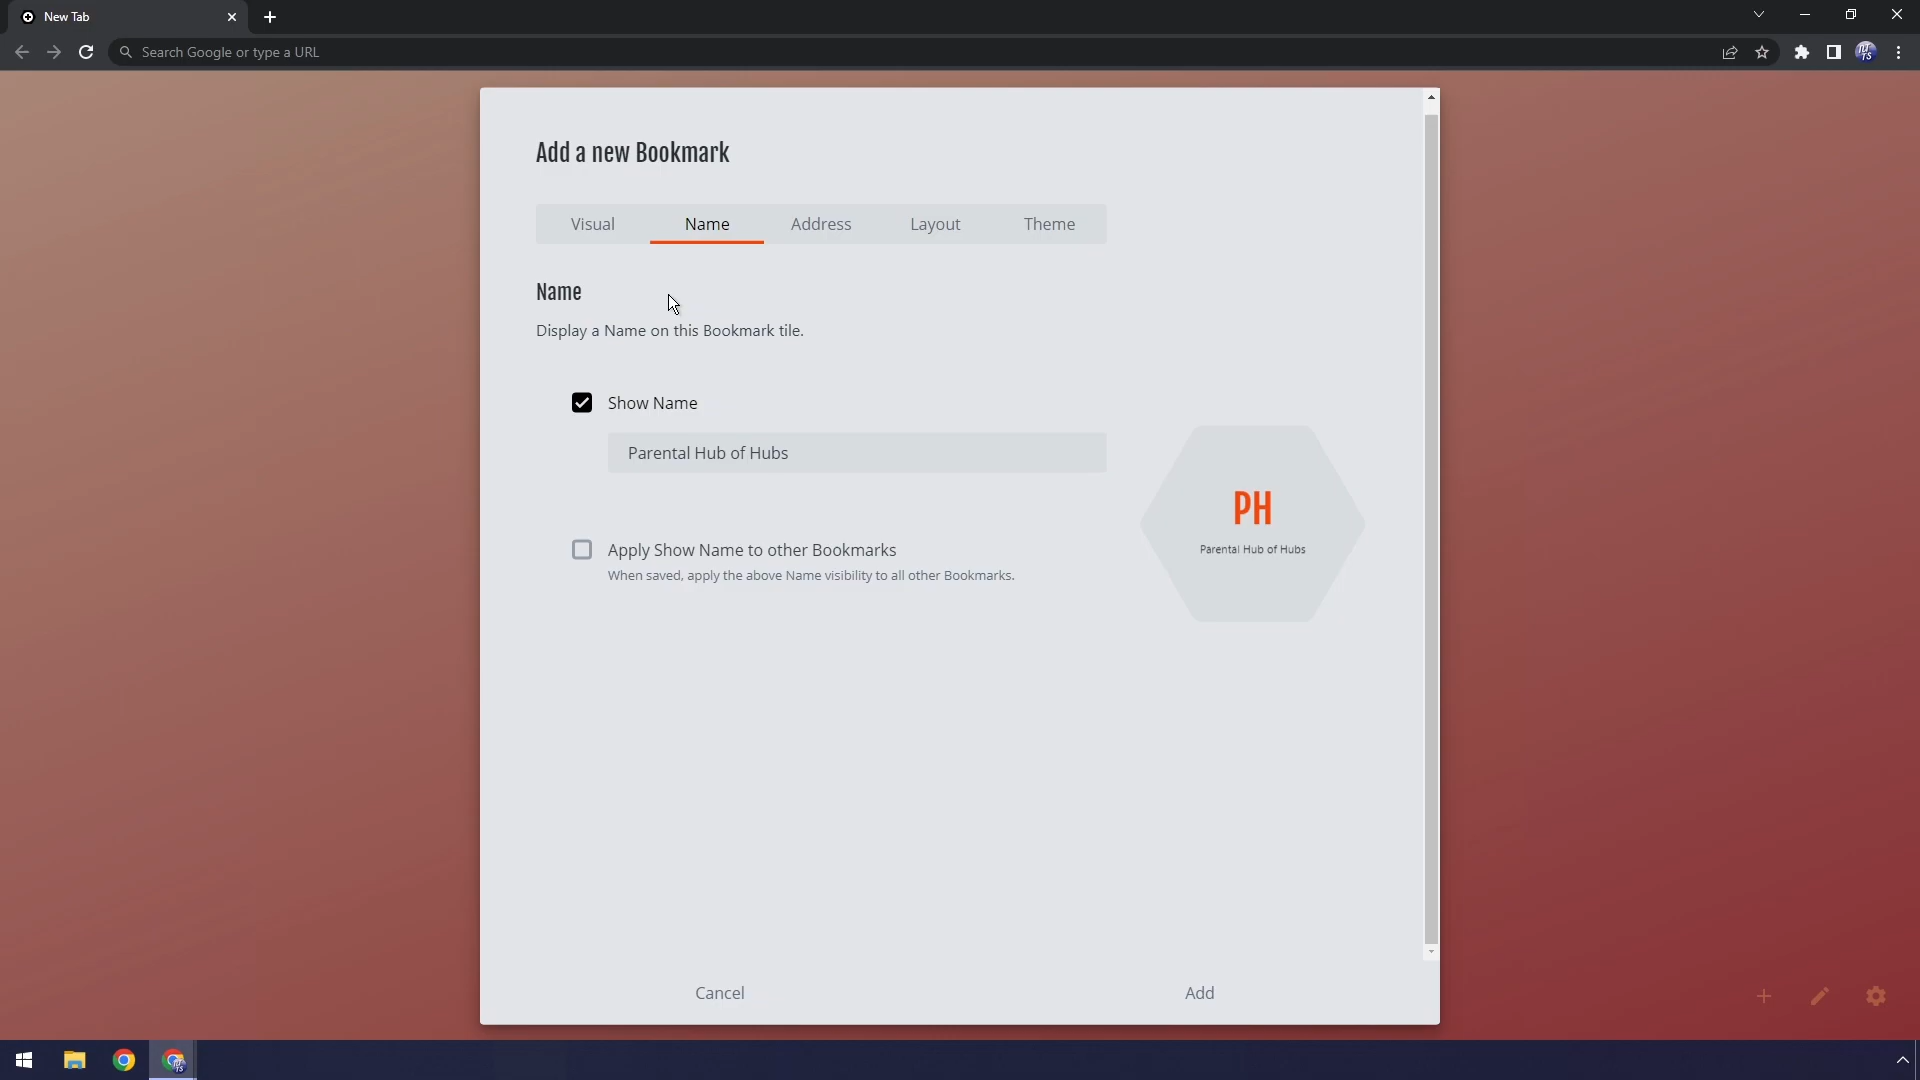 New Tab
Search Google or type a URL
Add a new Bookmark
Visual Name Address Layout Theme
Name
Display a Name on this Bookmark tile.
Show Name
Parental Hub of Hubs
PH
Parental Hub of Hubs
Apply Show Name to other Bookmarks
When saved, apply the above Name visibility to all other Bookmarks.
Cancel Add